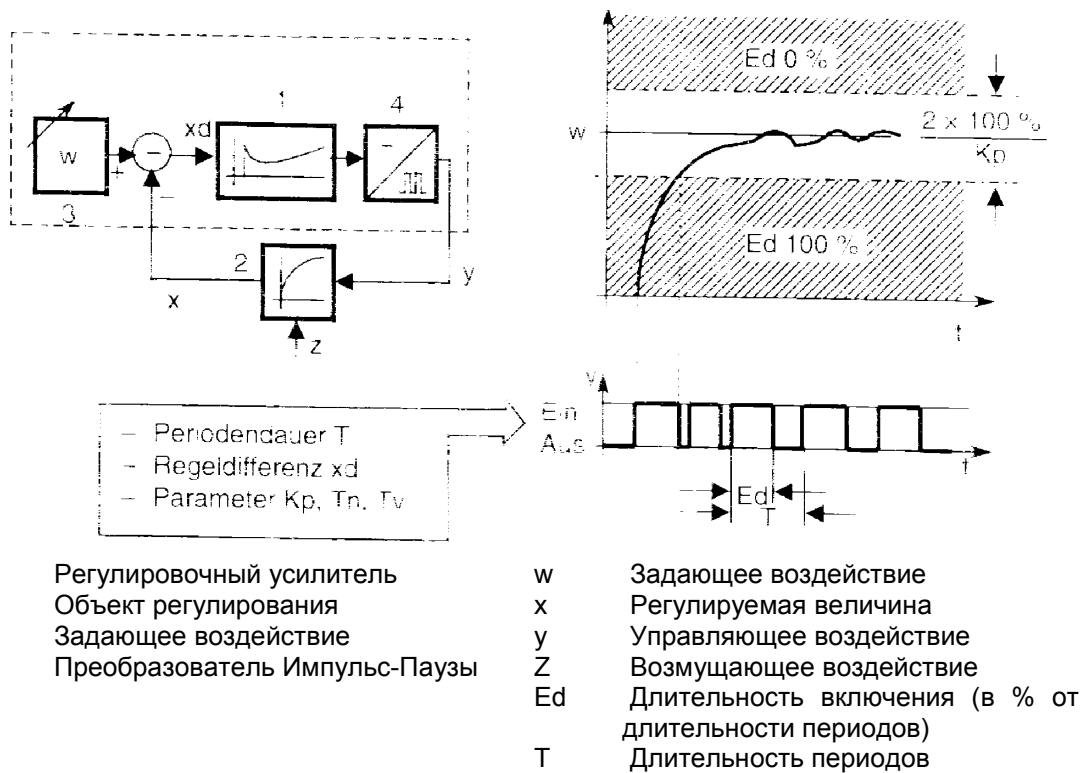 1
4
Ed 0 %
xd
w
+
-
-
-
w
2 × 100 %
Kp
3
Ed 100 %
2
y
x
Z
t
y
Ein
Aus
t
- Periodendauer T
- Regeldifferenz xd
- Parameter Kp, Tn, Tv
Ed
T
Регулировочный усилитель
Объект регулирования
Задающее воздействие
Преобразователь Импульс-Паузы
w Задающее воздействие
x Регулируемая величина
y Управляющее воздействие
Z Возмущающее воздействие
Ed Длительность включения (в % от
длительности периодов)
T Длительность периодов